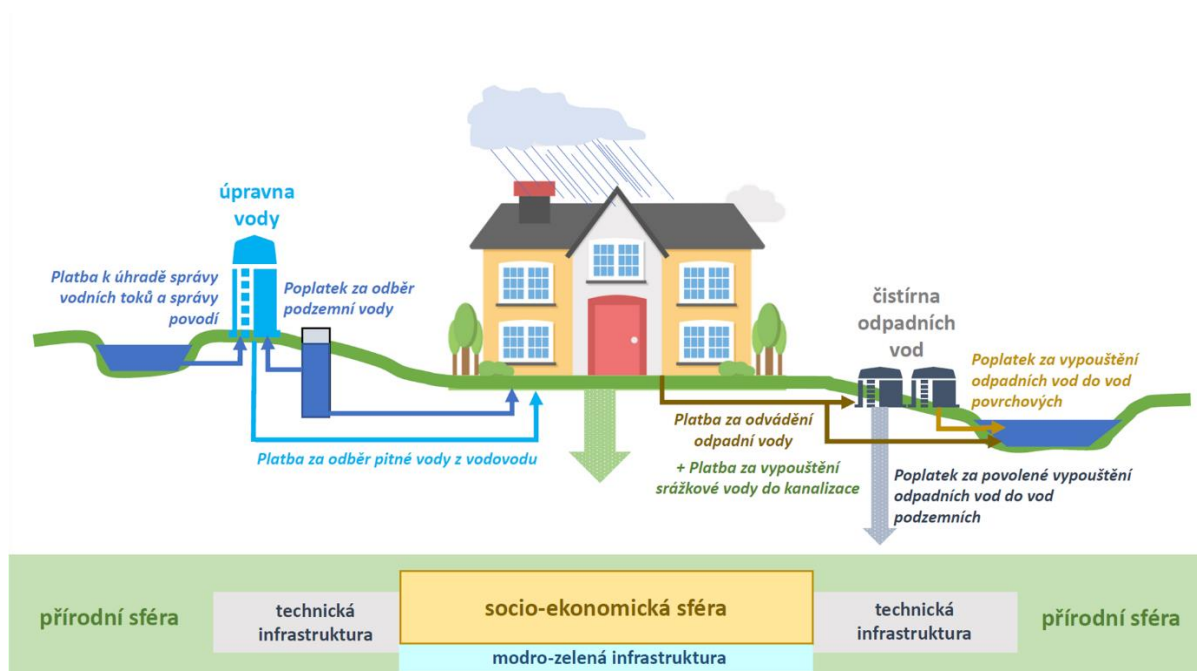 úpravna
vody
Platba k úhradě správy
vodních toků a správy
povodí
Poplatek za odběr
podzemní vody
Platba za odběr pitné vody z vodovodu
čistírna
odpadních
vod
Poplatek za vypouštění
odpadních vod do vod
povrchových
Platba za odvádění
odpadní vody
+ Platba za vypouštění
srážkové vody do kanalizace
Poplatek za povolené vypouštění
odpadních vod do vod
podzemních
přírodní sféra
technická
infrastruktura
socio-ekonomická sféra
modro-zelená infrastruktura
technická
infrastruktura
přírodní sféra